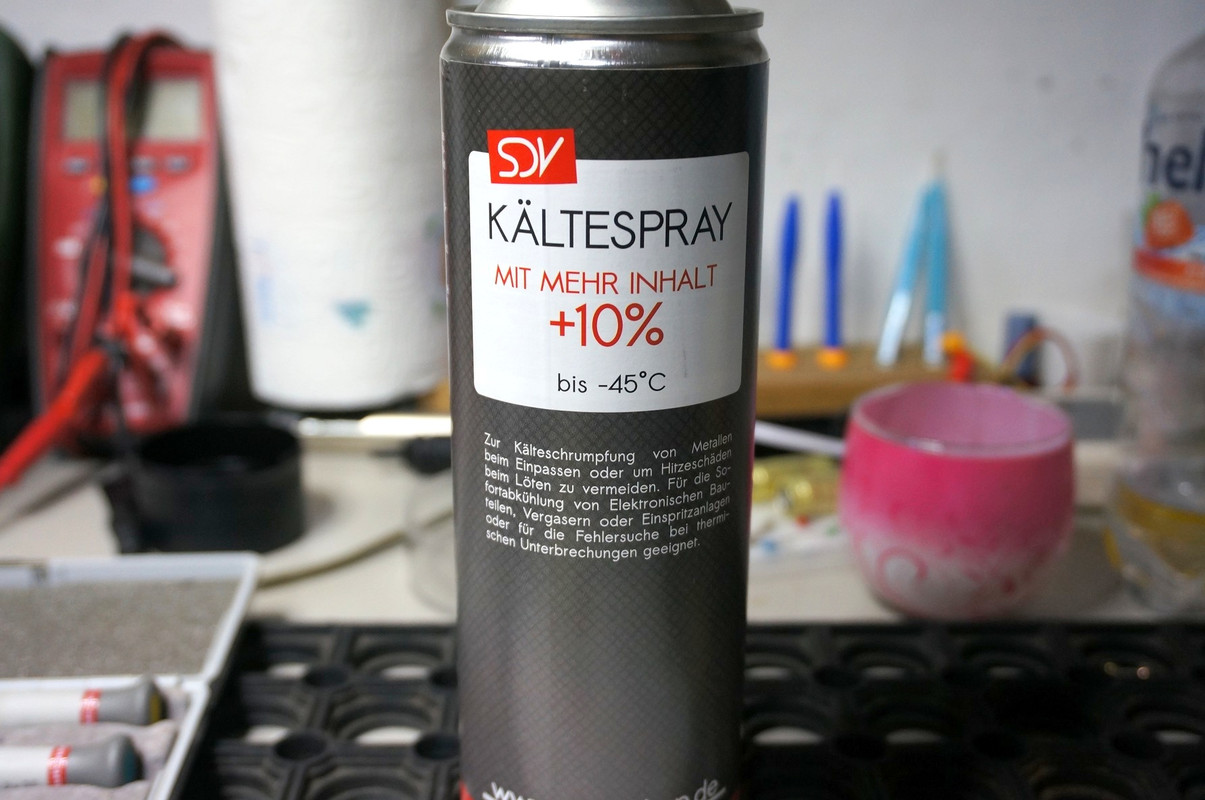 SDV
KÄLTESPRAY
MIT MEHR INHALT
+10%
bis -45°C
Zur Kälteschrumpfung von Metallen
beim Einpassen oder um Hitzeschäden
beim Löten zu vermeiden. Für die So-
fortabkühlung von Elektronischen Bau-
teilen, Vergasern oder Einspritzanlagen
oder für die Fehlersuche bei thermi-
schen Unterbrechungen geeignet.